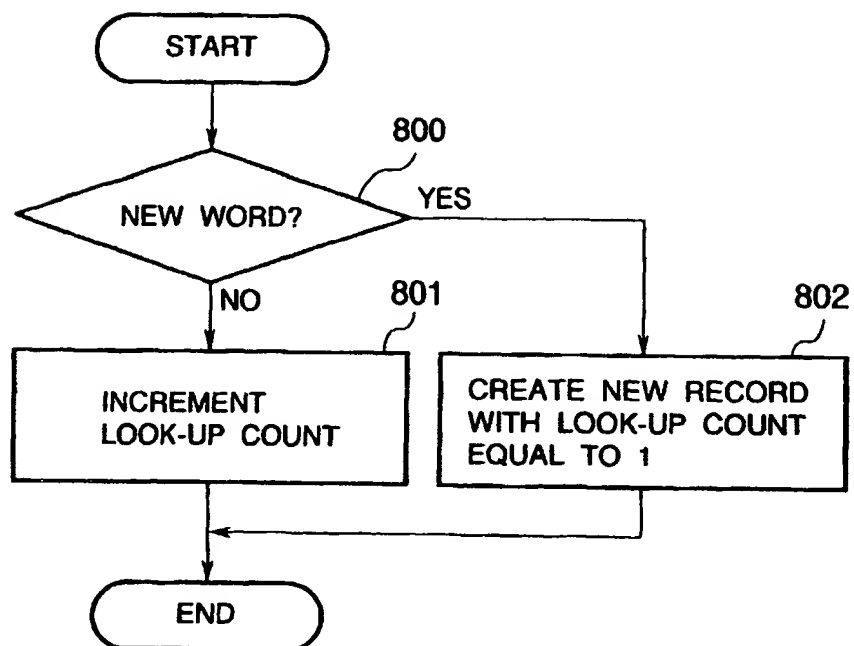 START
800
NEW WORD?
YES
NO
801
802
INCREMENT
LOOK-UP COUNT
CREATE NEW RECORD
WITH LOOK-UP COUNT
EQUAL TO 1
END